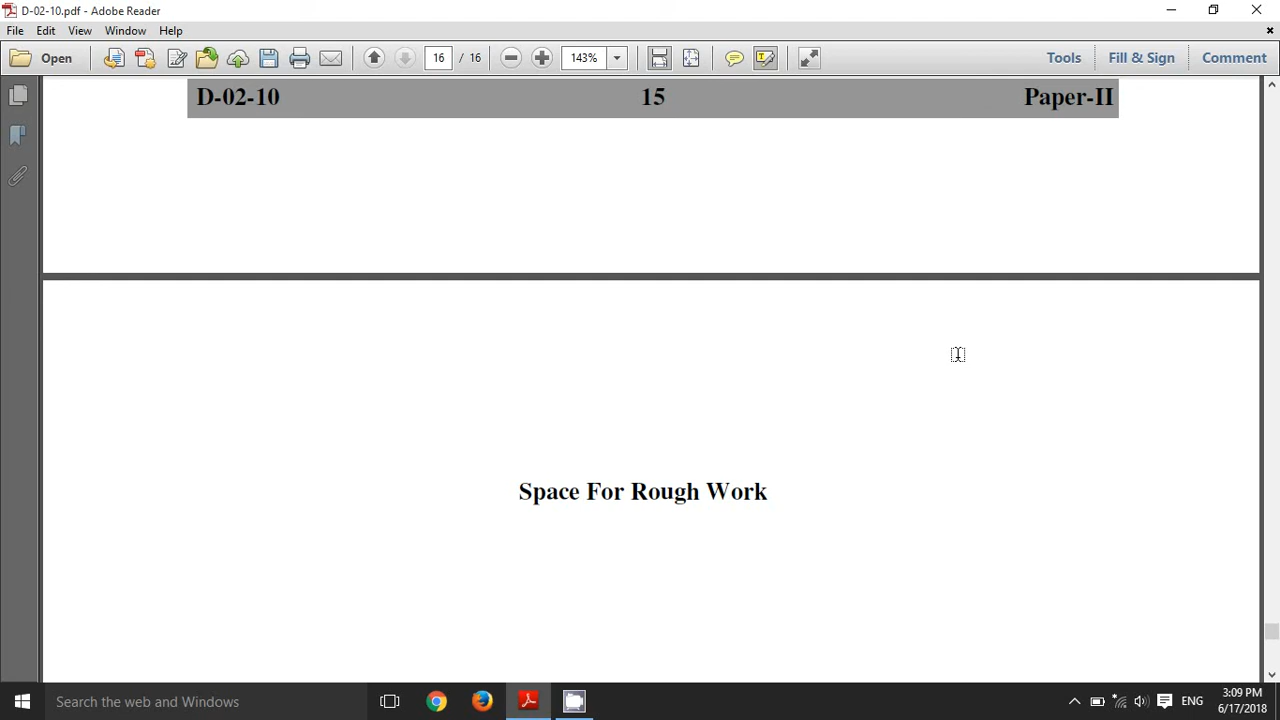 D-02-10.pdf - Adobe Reader
File Edit View Window Help
Open 16 / 16 143% Tools Fill & Sign Comment
D-02-10 15 Paper-II
Space For Rough Work
Search the web and Windows ENG 3:09 PM
6/17/2018